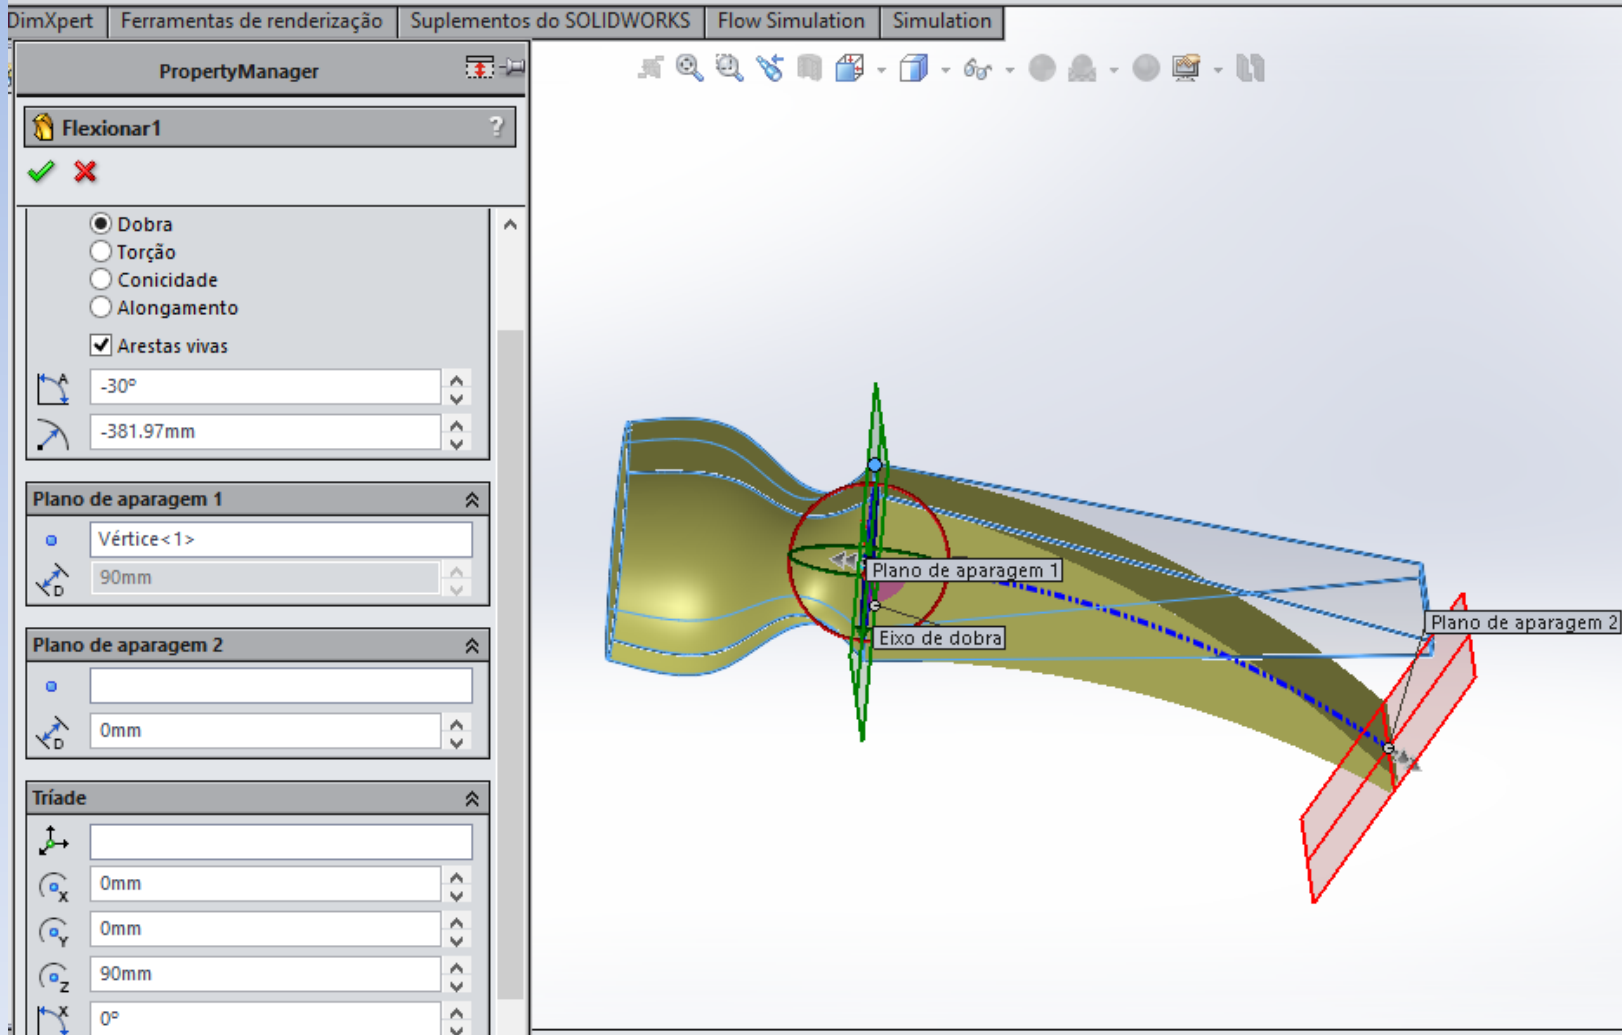 DimXpert Ferramentas de renderização Suplementos do SOLIDWORKS Flow Simulation Simulation
PropertyManager
Flexionar1 ?
Dobra
Torção
Conicidade
Alongamento
Arestas vivas
A
-30º
-381.97mm
Plano de aparagem 1
Vértice<1>
D
90mm
Plano de aparagem 2
D
0mm
Tríade
X
0mm
Y
0mm
Z
90mm
X
0º
Plano de aparagem 1
Eixo de dobra
Plano de aparagem 2